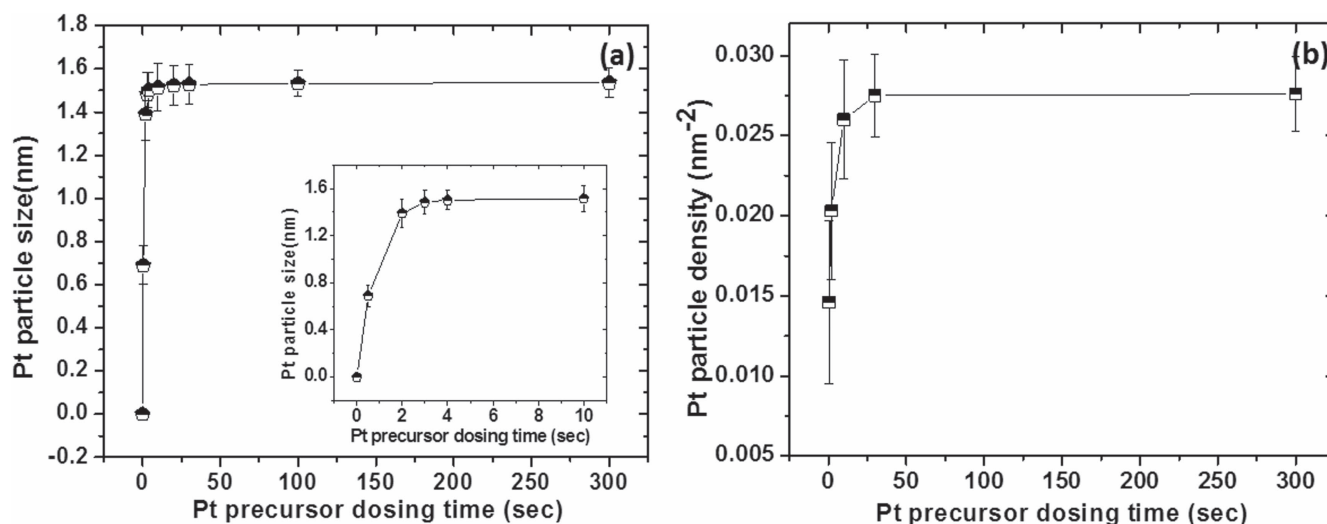 (a)
Pt particle size(nm)
1.8
1.6
1.4
1.2
1.0
0.8
0.6
0.4
0.2
0.0
-0.2
0 50 100 150 200 250 300
Pt precursor dosing time (sec)
Pt particle size(nm)
1.6
1.2
0.8
0.4
0.0
0 2 4 6 8 10
Pt precursor dosing time (sec)
(b)
Pt particle density (nm⁻²)
0.030
0.025
0.020
0.015
0.010
0.005
0 50 100 150 200 250 300
Pt precursor dosing time (sec)